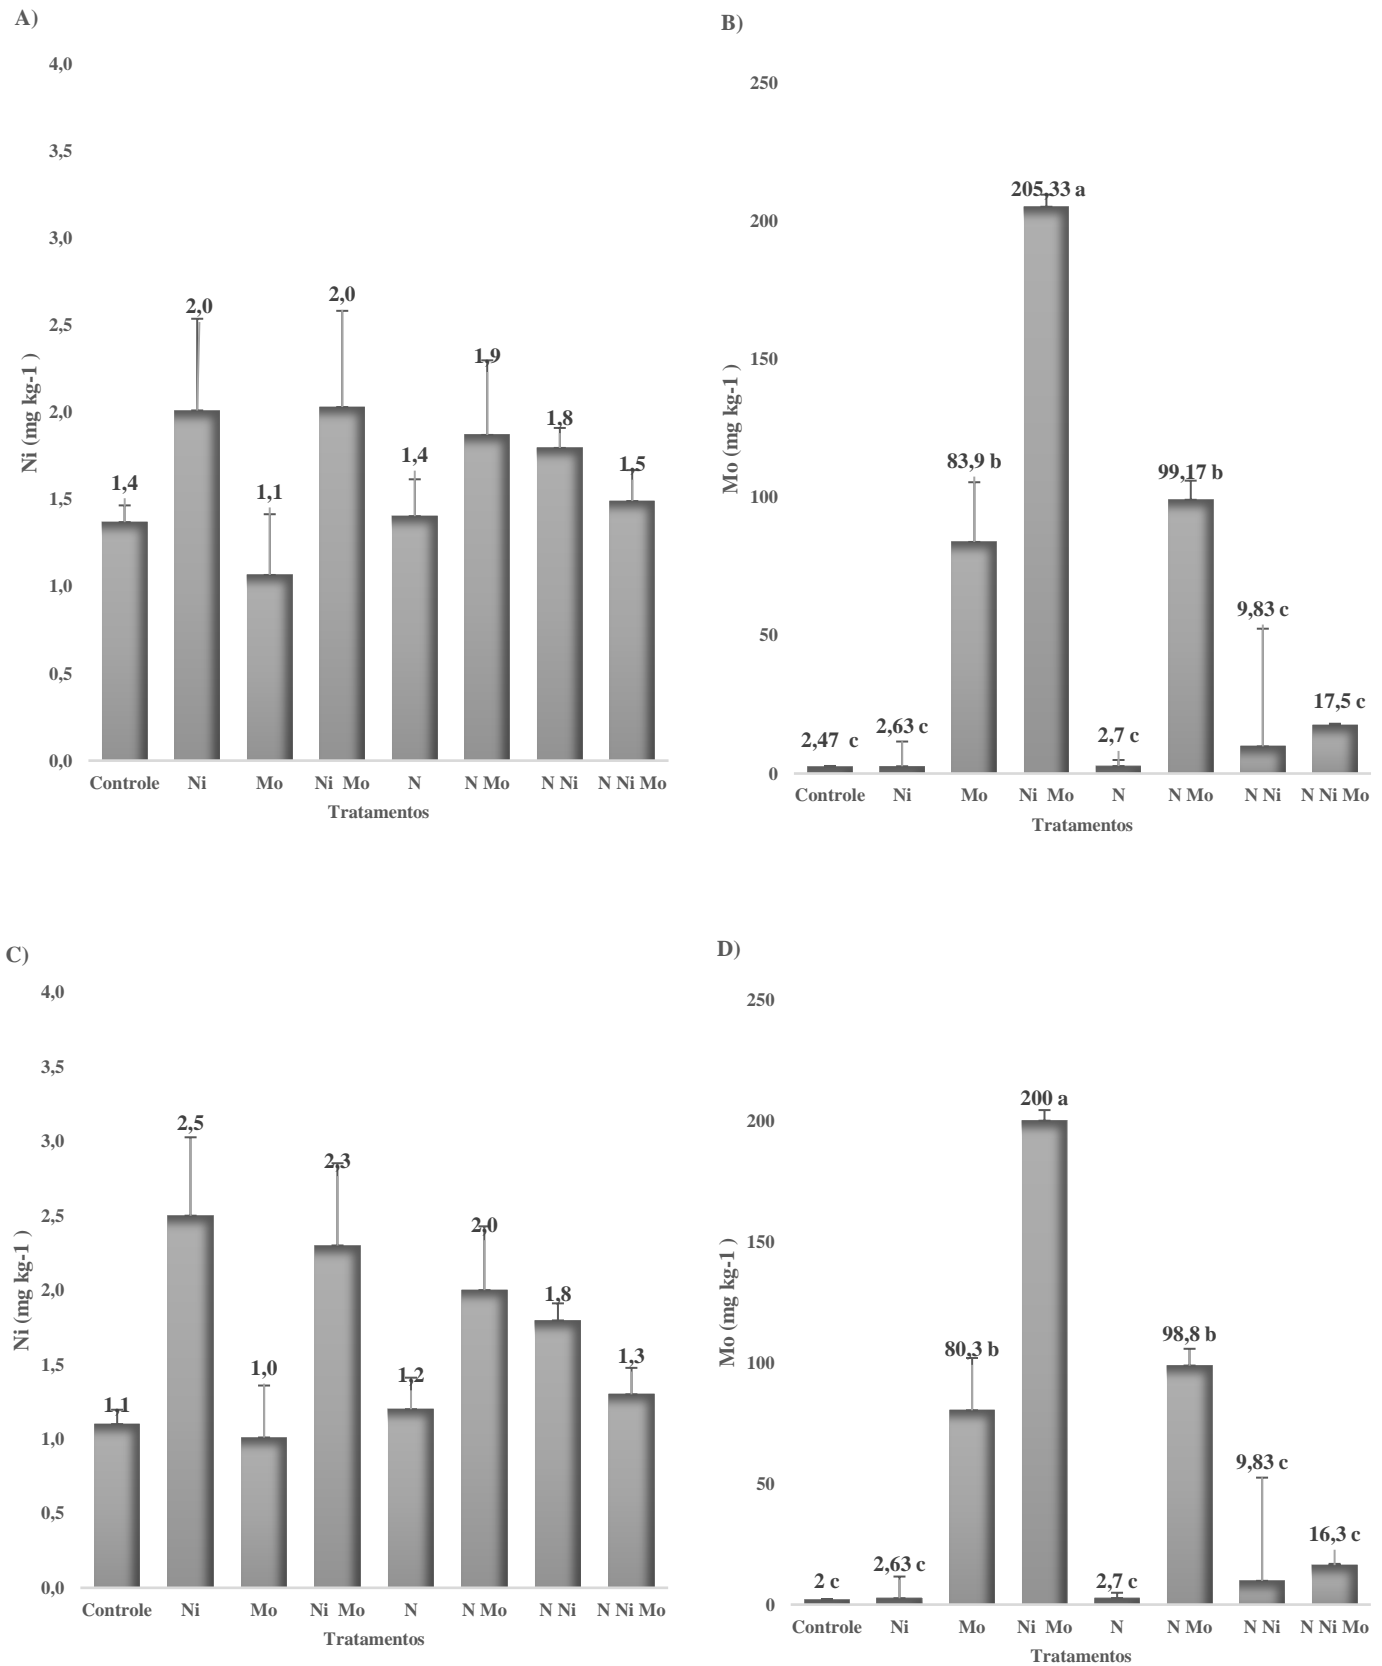 A)
4,0
3,5
3,0
2,5
2,0
1,5
1,0
0,5
0,0
Ni (mg kg-1 )
1,4
2,0
1,1
2,0
1,4
1,9
1,8
1,5
Controle Ni Mo Ni Mo N N Mo N Ni N Ni Mo
Tratamentos
B)
250
200
150
100
50
0
Mo (mg kg-1 )
2,47 c
2,63 c
83,9 b
205,33 a
2,7 c
99,17 b
9,83 c
17,5 c
Controle Ni Mo Ni Mo N N Mo N Ni N Ni Mo
Tratamentos
C)
4,0
3,5
3,0
2,5
2,0
1,5
1,0
0,5
0,0
Ni (mg kg-1 )
1,1
2,5
1,0
2,3
1,2
2,0
1,8
1,3
Controle Ni Mo Ni Mo N N Mo N Ni N Ni Mo
Tratamentos
D)
250
200
150
100
50
0
Mo (mg kg-1 )
2 c
2,63 c
80,3 b
200 a
2,7 c
98,8 b
9,83 c
16,3 c
Controle Ni Mo Ni Mo N N Mo N Ni N Ni Mo
Tratamentos